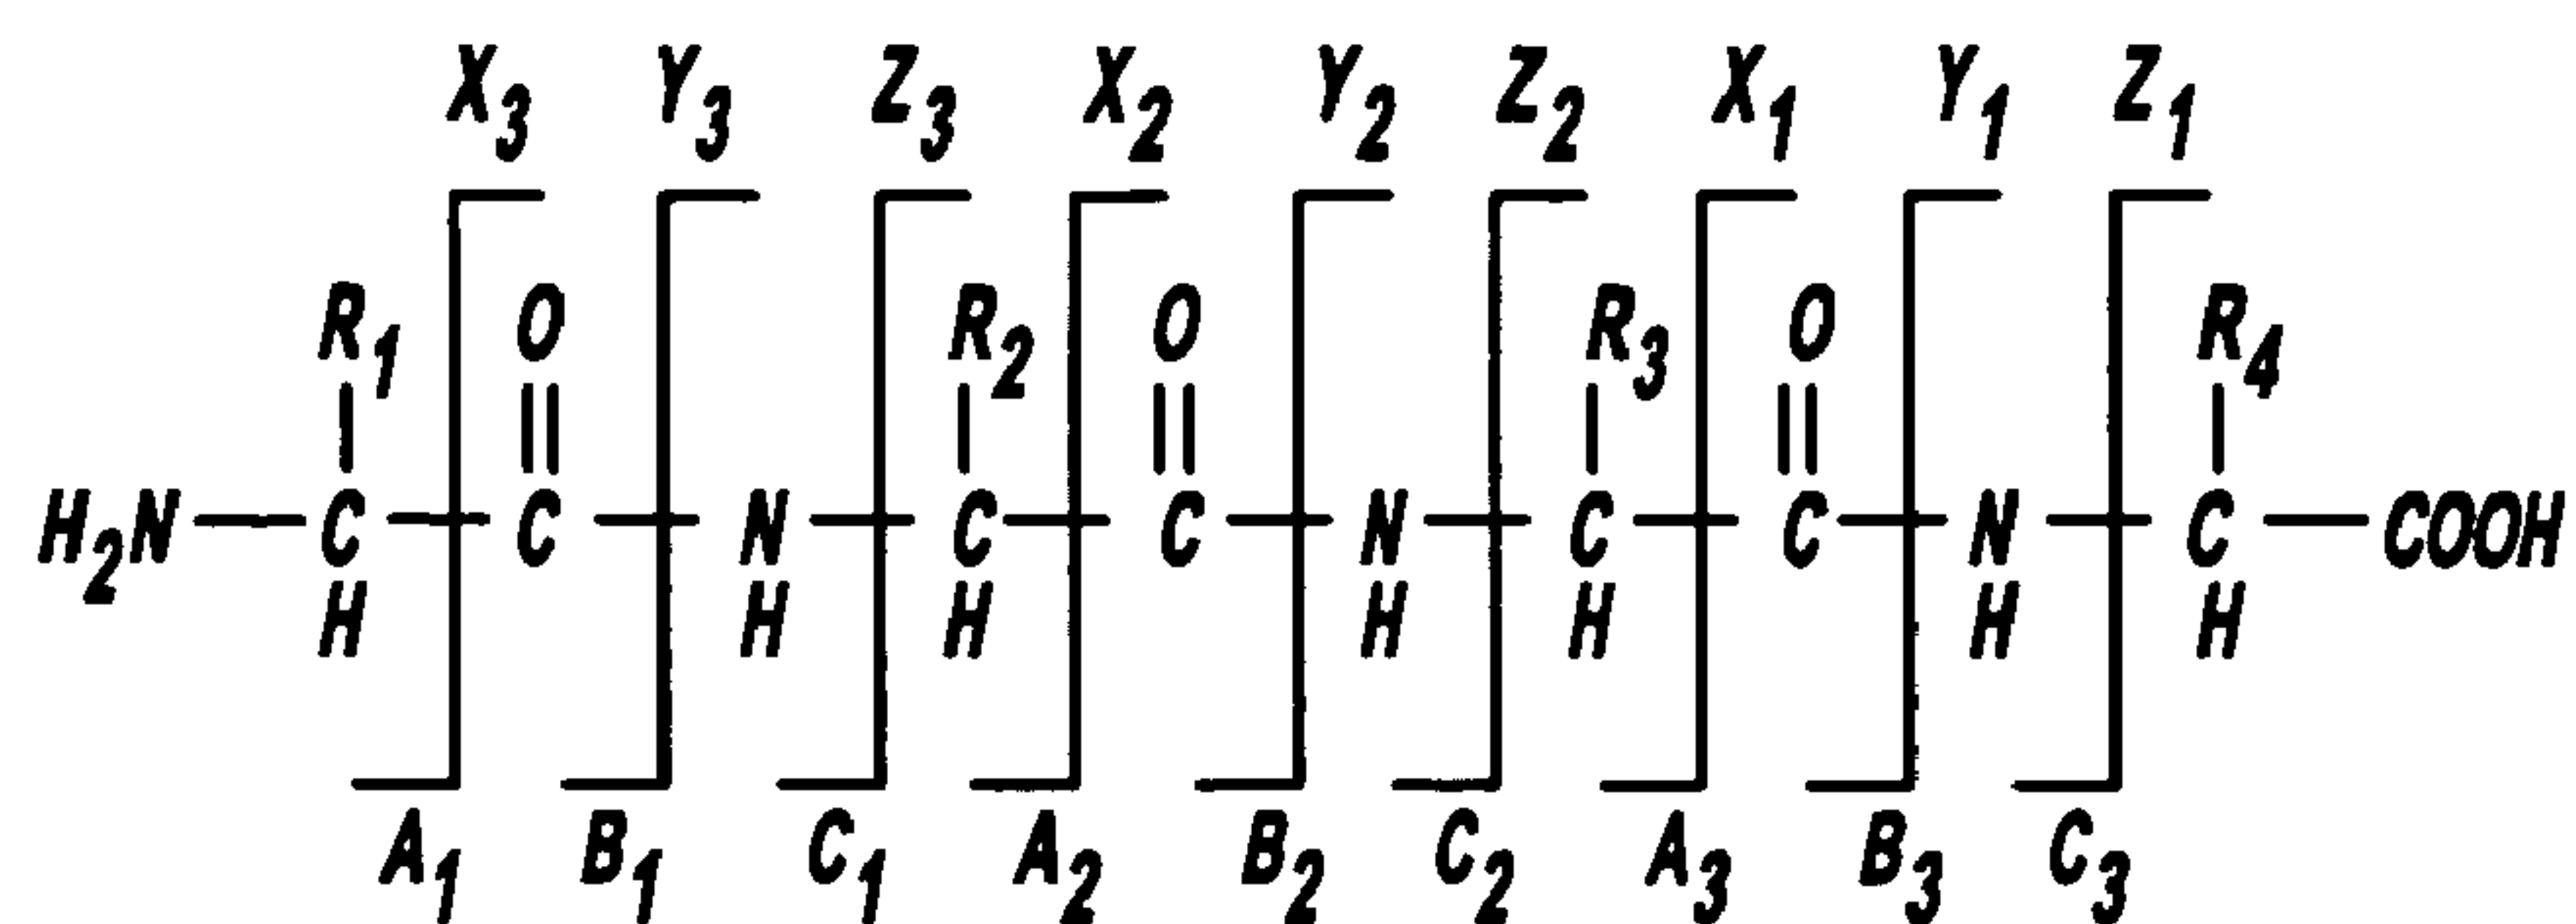 X3 Y3 Z3 X2 Y2 Z2 X1 Y1 Z1
R1 O R2 O R3 O R4
H2N C C N C C N C C N C COOH
H H H H H H H
A1 B1 C1 A2 B2 C2 A3 B3 C3